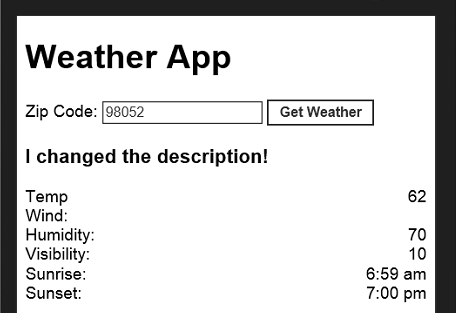 Weather App
Zip Code: 98052 Get Weather
I changed the description!
Temp 62
Wind:
Humidity: 70
Visibility: 10
Sunrise: 6:59 am
Sunset: 7:00 pm